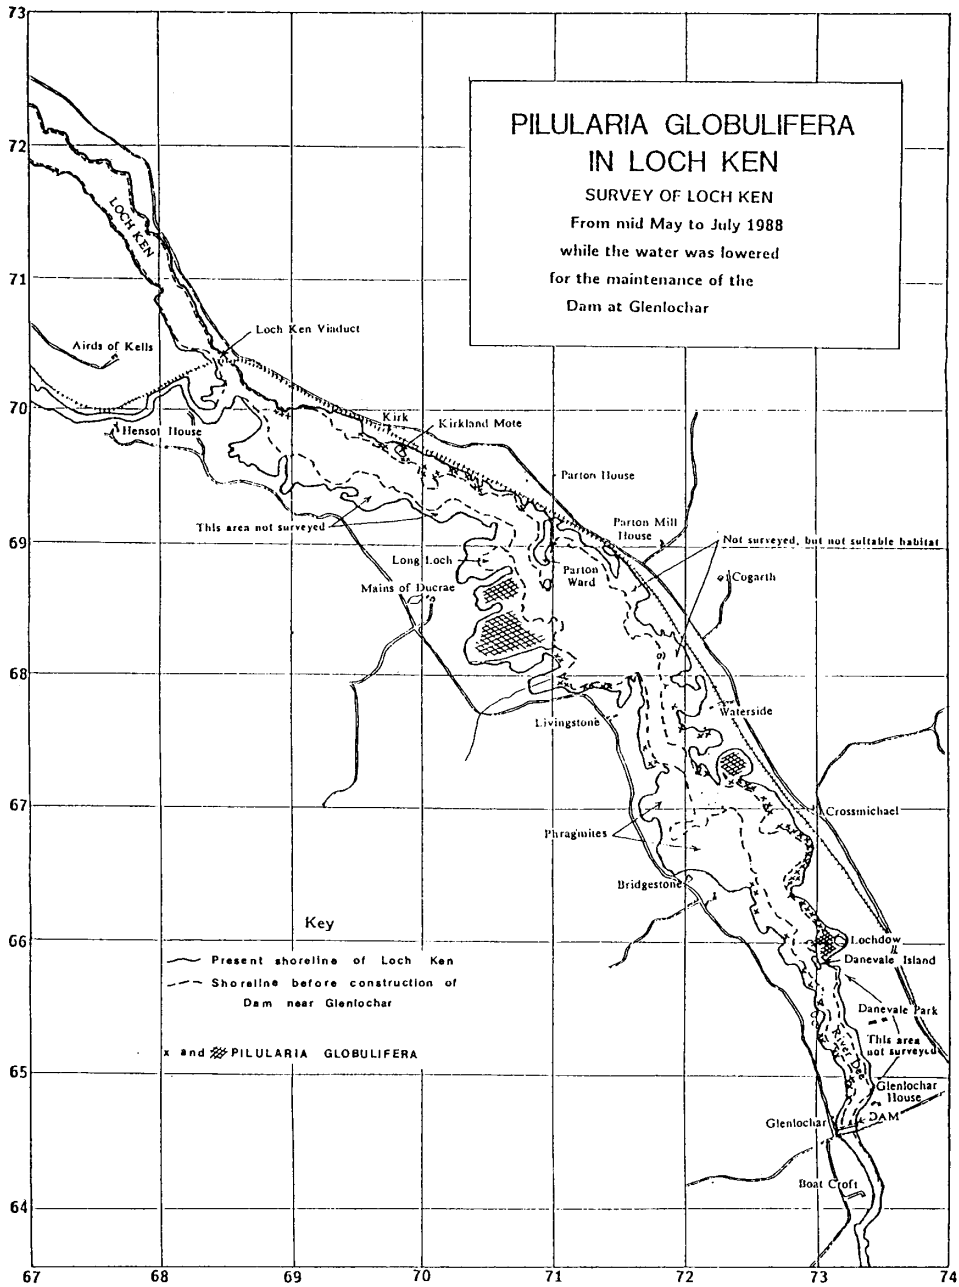 73
PILULARIA GLOBULIFERA
IN LOCH KEN
SURVEY OF LOCH KEN
From mid May to July 1988
while the water was lowered
for the maintenance of the
Dam at Glenlochar
72
LOCH KEN
71
Loch Ken Viaduct
Airds of Kells
70
Hensol House
Kirk
Kirkland Mote
Parton House
This area not surveyed
Parton Mill
House
69
Not surveyed, but not suitable habitat
Long Loch
Parton
Ward
Cogarth
Mains of Ducrae
68
Livingstone
Waterside
67
Crossmichael
Phragmites
Bridgestone
66
Key
Lochdow
Danevale Island
Present shoreline of Loch Ken
Shoreline before construction of
Dam near Glenlochar
Danevale Park
This area
not surveyed
x and PILULARIA GLOBULIFERA
River Dee
65
Glenlochar
House
Glenlochar
DAM
Boat Croft
64
67 68 69 70 71 72 73 74